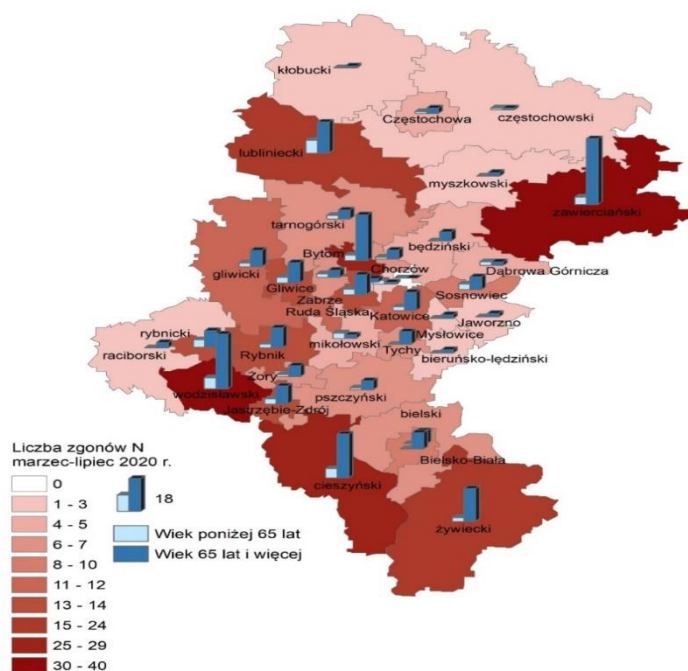 kłobucki
Częstochowa
częstochowski
lubliniecki
myszkowski
zawierciański
tarnogórski
będziński
Bytom
Chorzów
gliwicki
Gliwice
Dąbrowa Górnicza
Zabrze
Sosnowiec
Ruda Śląska
Katowice
Jaworzno
Mysłowice
rybnicki
raciborski
Rybnik
mikołowski
Tychy
bieruńsko-lędziński
Żory
wodzisławski
pszczyński
Jastrzębie-Zdrój
bielski
Bielsko-Biała
cieszyński
żywiecki
Liczba zgonów N
marzec-lipiec 2020 r.
0
1 - 3
18
4 - 5
Wiek poniżej 65 lat
6 - 7
Wiek 65 lat i więcej
8 - 10
11 - 12
13 - 14
15 - 24
25 - 29
30 - 40